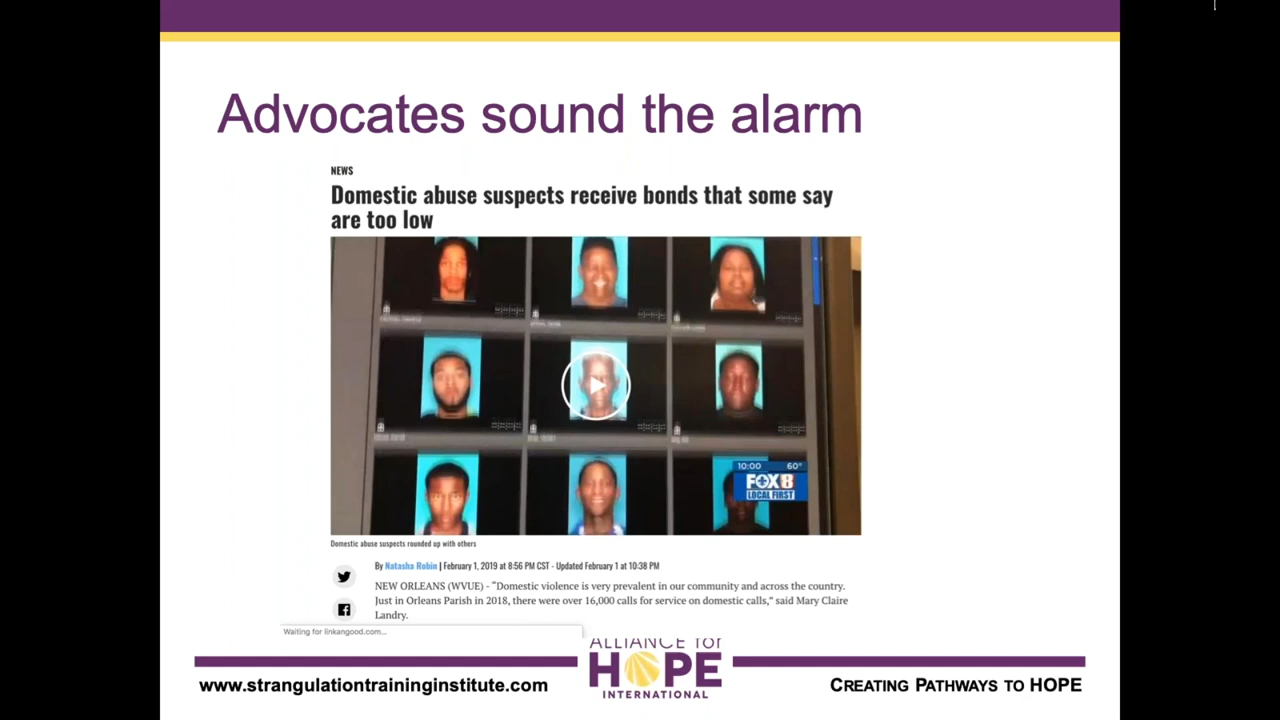 Advocates sound the alarm
NEWS
Domestic abuse suspects receive bonds that some say
are too low
10:00 60°
FOX 8
LOCAL FIRST
Domestic abuse suspects rounded up with others
By Natasha Robin | February 1, 2019 at 8:56 PM CST - Updated February 1 at 10:38 PM
NEW ORLEANS (WVUE) - “Domestic violence is very prevalent in our community and across the country.
Just in Orleans Parish in 2018, there were over 16,000 calls for service on domestic calls,” said Mary Claire
Landry.
Waiting for linkangood.com...
ALLIANCE for
HOPE
INTERNATIONAL
www.strangulationtraininginstitute.com
CREATING PATHWAYS TO HOPE